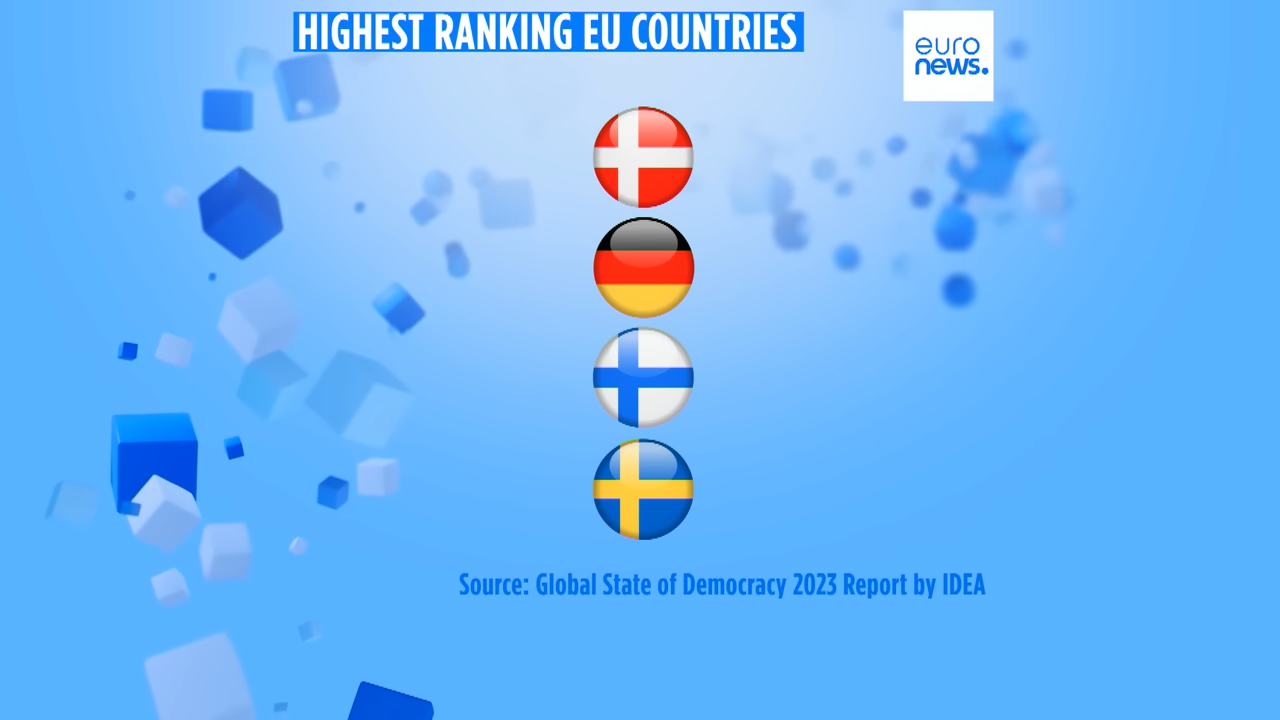 HIGHEST RANKING EU COUNTRIES
euro
news.
Source: Global State of Democracy 2023 Report by IDEA